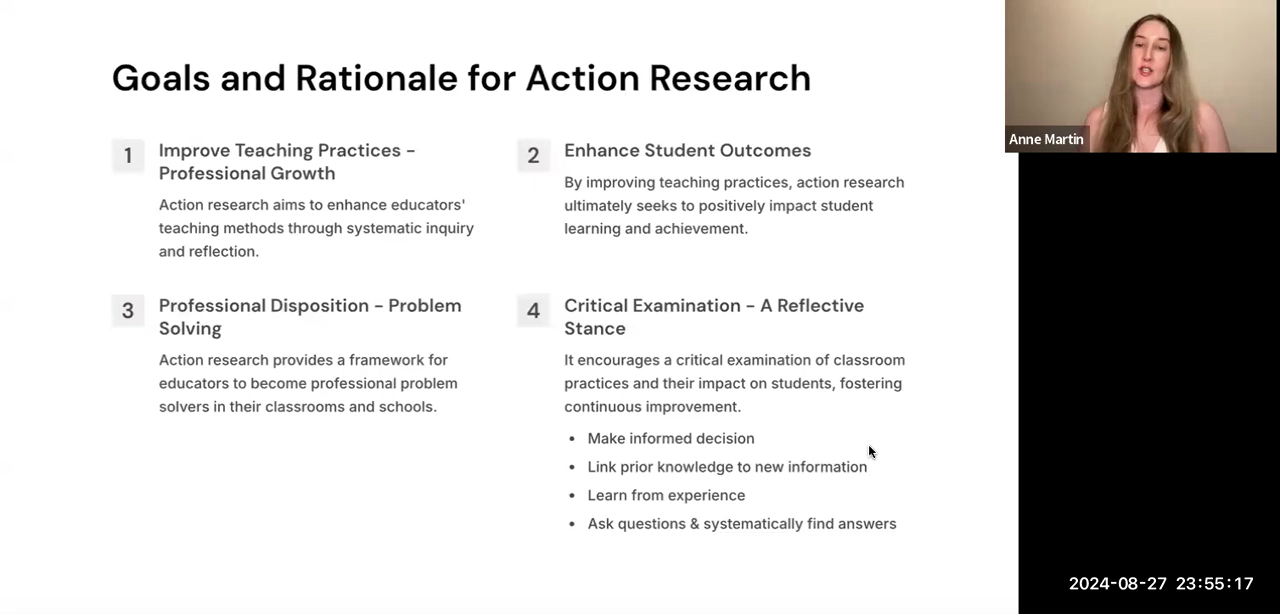 Goals and Rationale for Action Research
1
Improve Teaching Practices -
Professional Growth
Action research aims to enhance educators'
teaching methods through systematic inquiry
and reflection.
2
Enhance Student Outcomes
By improving teaching practices, action research
ultimately seeks to positively impact student
learning and achievement.
3
Professional Disposition - Problem
Solving
Action research provides a framework for
educators to become professional problem
solvers in their classrooms and schools.
4
Critical Examination - A Reflective
Stance
It encourages a critical examination of classroom
practices and their impact on students, fostering
continuous improvement.
• Make informed decision
• Link prior knowledge to new information
• Learn from experience
• Ask questions & systematically find answers
Anne Martin
2024-08-27 23:55:17